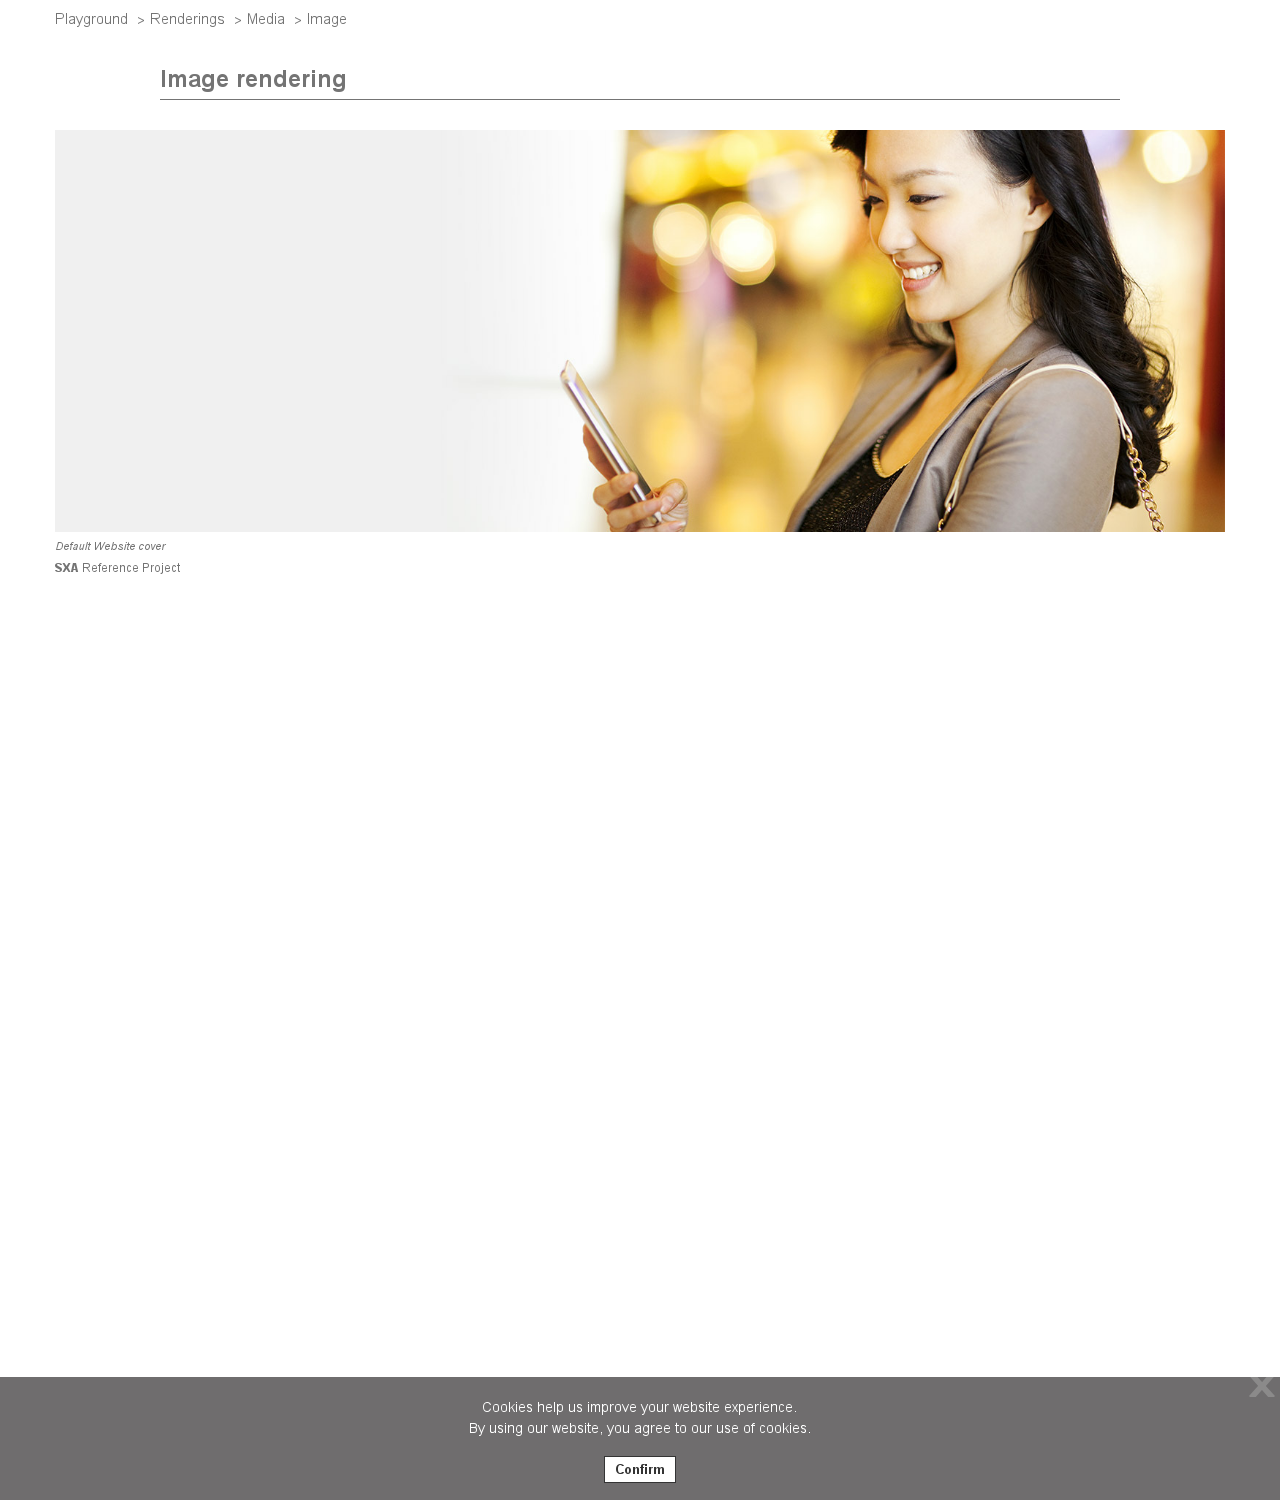 Playground > Renderings > Media > Image
Image rendering
Default Website cover
SXA Reference Project
Cookies help us improve your website experience.
By using our website, you agree to our use of cookies.
Confirm